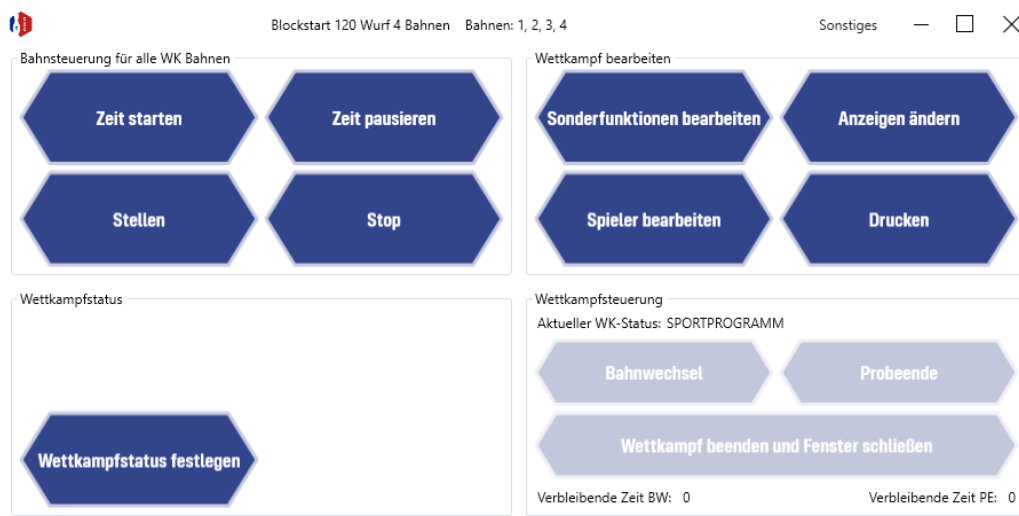 Blockstart 120 Wurf 4 Bahnen Bahnen: 1, 2, 3, 4 Sonstiges
Bahnsteuerung für alle WK Bahnen
Zeit starten
Zeit pausieren
Stellen
Stop
Wettkampf bearbeiten
Sonderfunktionen bearbeiten
Anzeigen ändern
Spieler bearbeiten
Drucken
Wettkampfstatus
Wettkampfstatus festlegen
Wettkampfsteuerung
Aktueller WK-Status: SPORTPROGRAMM
Bahnwechsel
Probeende
Wettkampf beenden und Fenster schließen
Verbleibende Zeit BW: 0
Verbleibende Zeit PE: 0